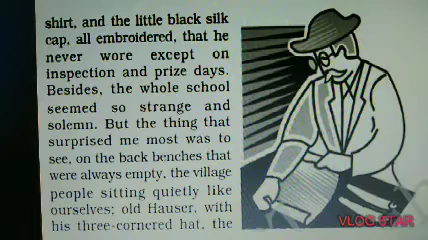 shirt, and the little black silk
cap, all embroidered, that he
never wore except on
inspection and prize days.
Besides, the whole school
seemed so strange and
solemn. But the thing that
surprised me most was to
see, on the back benches that
were always empty, the village
people sitting quietly like
ourselves; old Hauser, with
his three-cornered hat, the
VLOG STAR